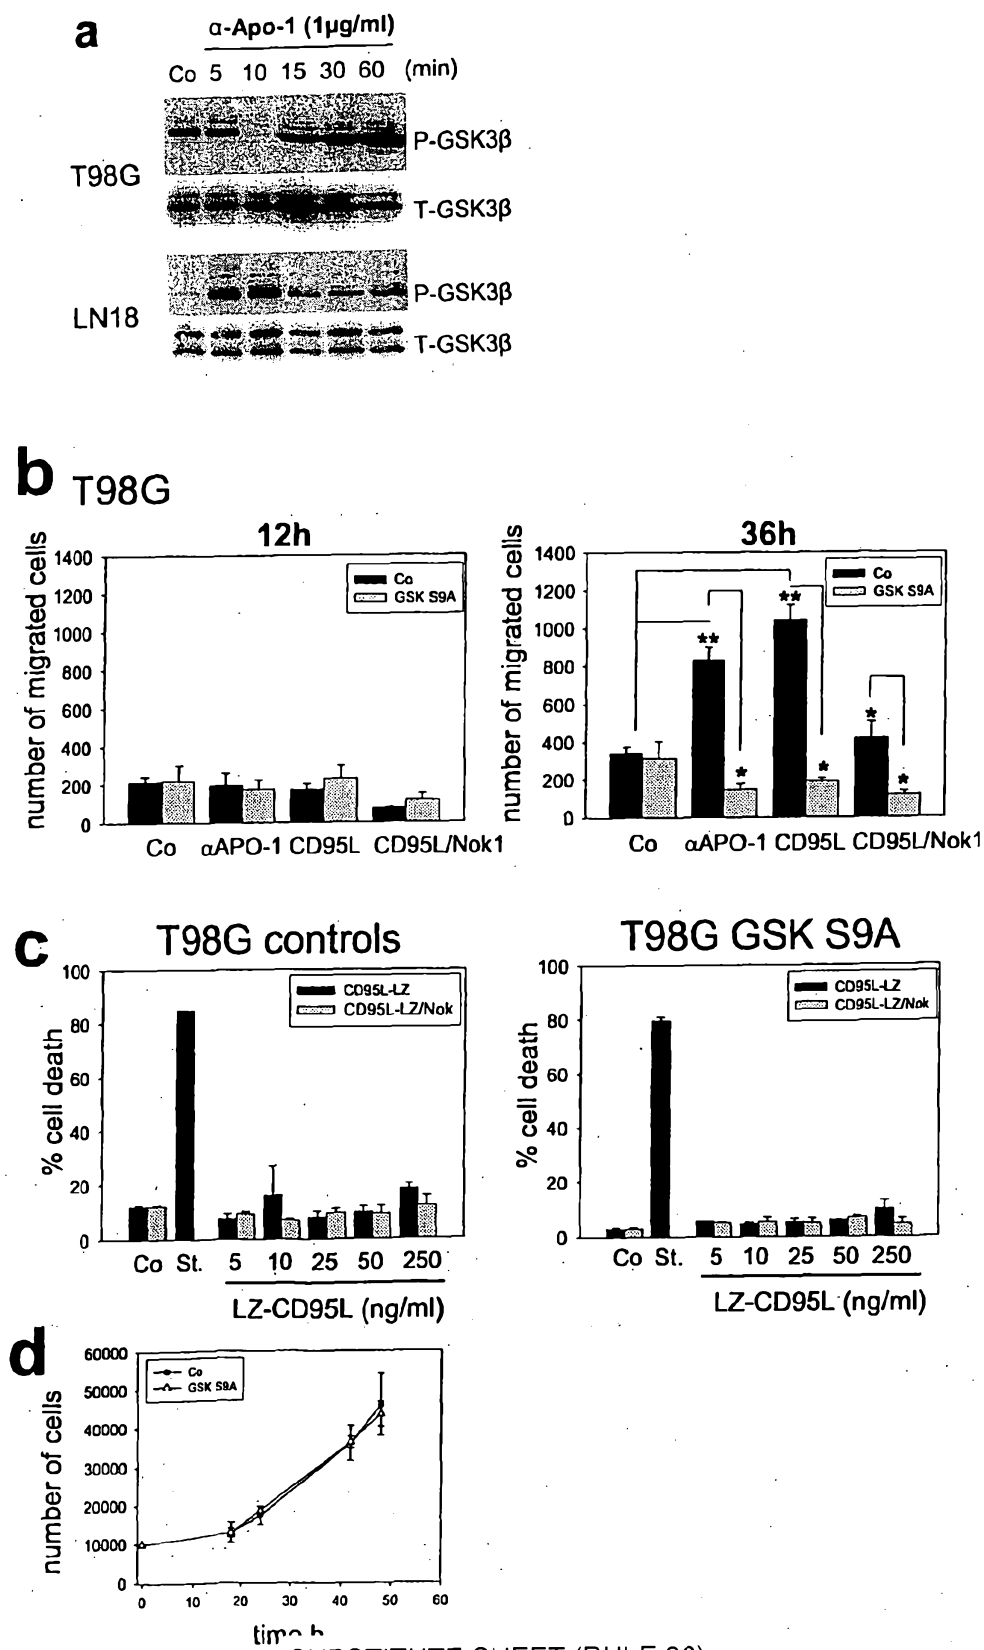 a
α-Apo-1 (1µg/ml)
Co 5 10 15 30 60 (min)
P-GSK3β
T98G
T-GSK3β
P-GSK3β
LN18
T-GSK3β
b T98G
12h
number of migrated cells
1400
1200
1000
800
600
400
200
0
Co
GSK S9A
Co αAPO-1 CD95L CD95L/Nok1
36h
number of migrated cells
1400
1200
1000
800
600
400
200
0
Co
GSK S9A
**
**
*
*
*
*
Co αAPO-1 CD95L CD95L/Nok1
c
T98G controls
% cell death
100
80
60
40
20
0
CD95L-LZ
CD95L-LZ/Nok
Co St. 5 10 25 50 250
LZ-CD95L (ng/ml)
T98G GSK S9A
% cell death
100
80
60
40
20
0
CD95L-LZ
CD95L-LZ/Nok
Co St. 5 10 25 50 250
LZ-CD95L (ng/ml)
d
number of cells
60000
50000
40000
30000
20000
10000
0
Co
GSK S9A
0 10 20 30 40 50 60